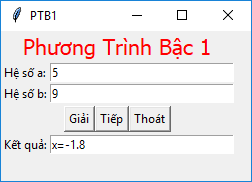 PTB1
Phương Trình Bậc 1
Hệ số a: 5
Hệ số b: 9
Giải Tiếp Thoát
Kết quả: x=-1.8